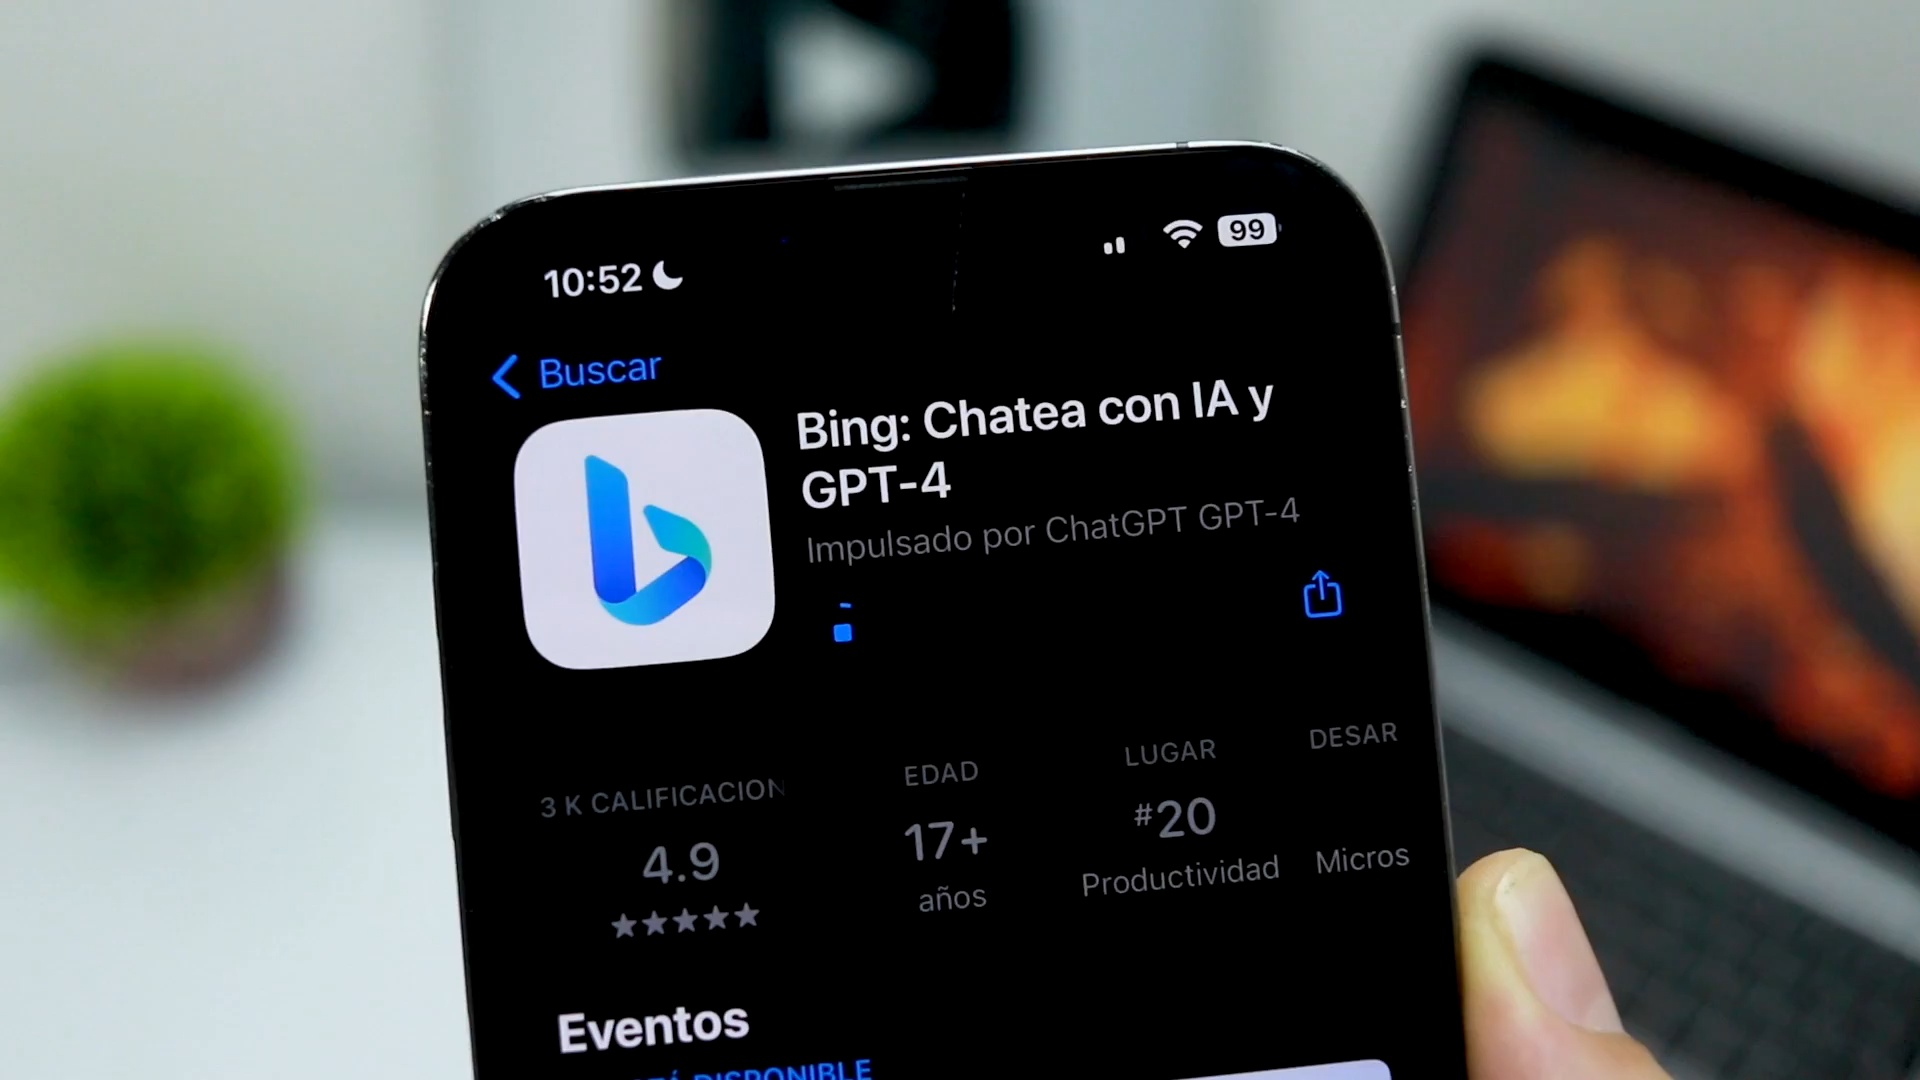 10:52
99
Buscar
Bing: Chatea con IA y
GPT-4
Impulsado por ChatGPT GPT-4
3 K CALIFICACION
EDAD
LUGAR
DESAR
4.9
17+
#20
años
Productividad
Micros
Eventos
DISPONIBLE